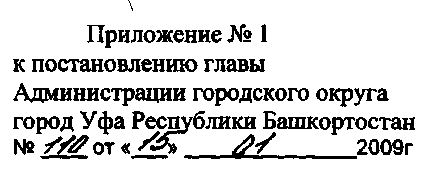 Приложение № 1
к постановлению главы
Администрации городского округа
город Уфа Республики Башкортостан
№ 110 от «15» 01 2009г